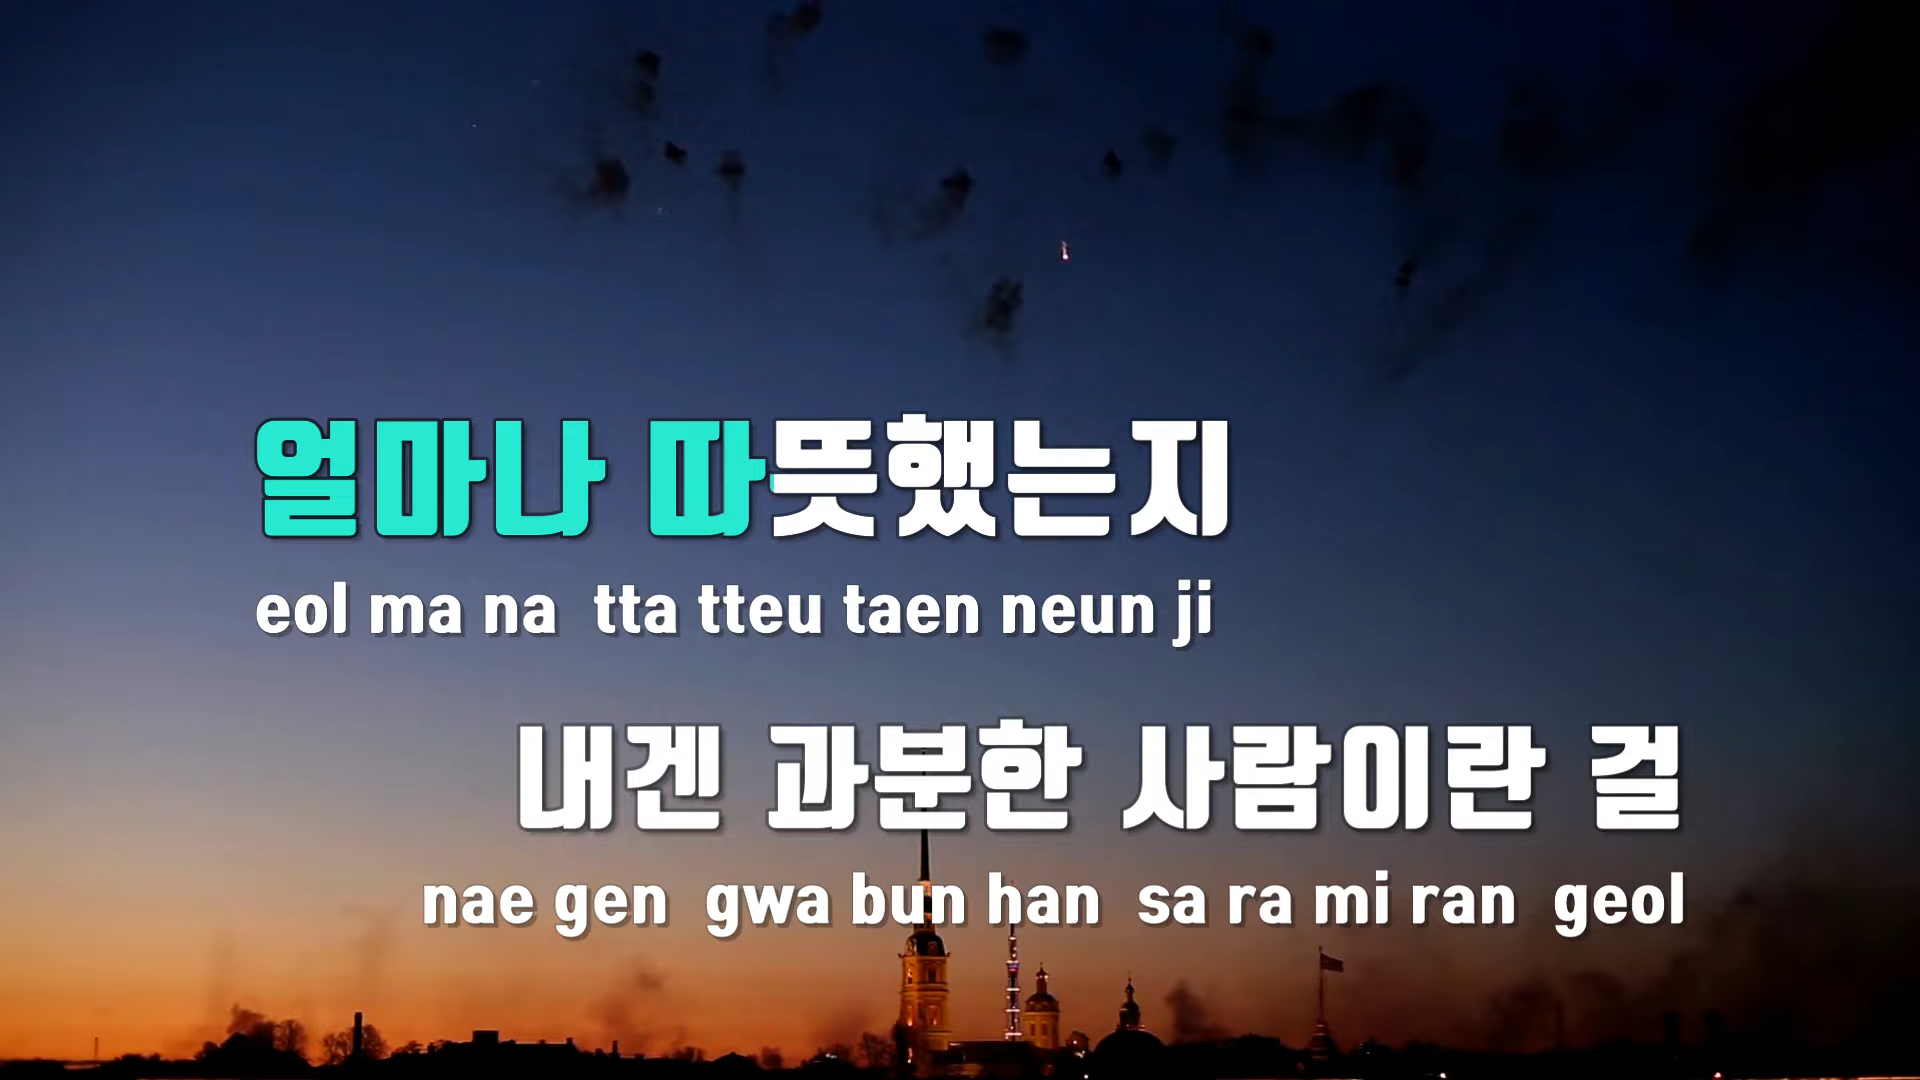 얼마나 따뜻했는지
eol ma na tta tteu taen neun ji
내겐 과분한 사람이란 걸
nae gen gwa bun han sa ra mi ran geol